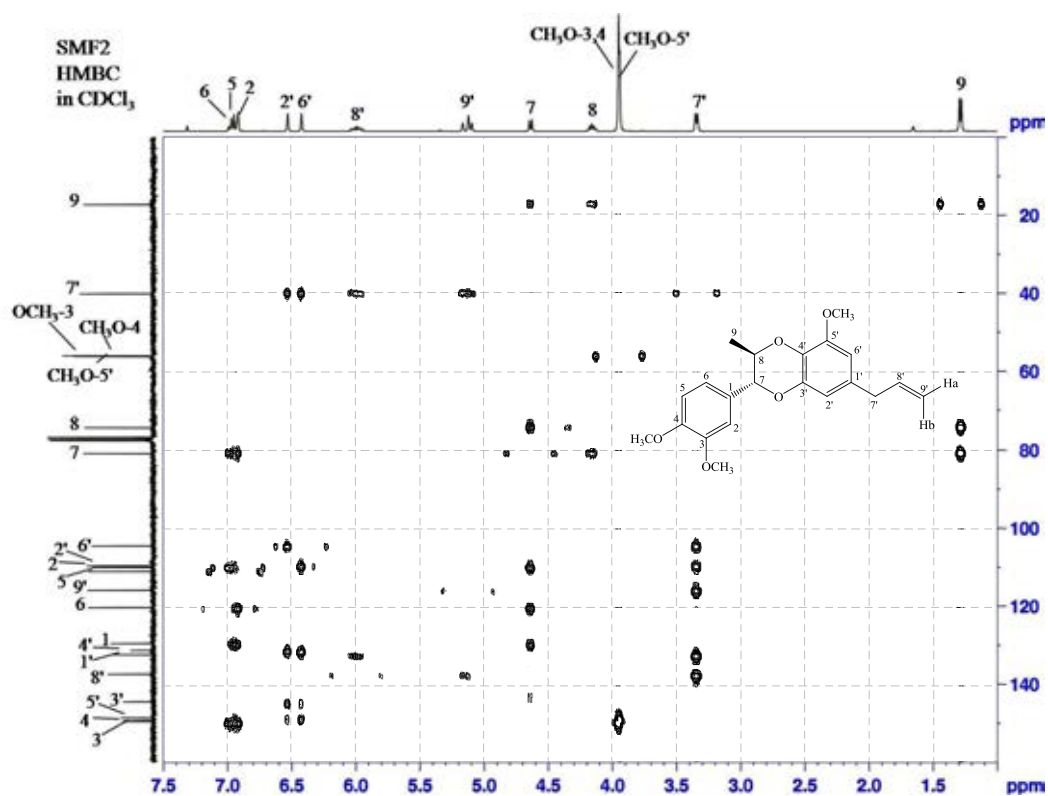 SMF2
HMBC
in CDCl3
6 5 2 2' 6' 8' 9' 7 8 CH3O-3,4 CH3O-5' 7' 9
ppm
9
7'
OCH3-3
CH3O-4
CH3O-5'
8
7
6'
2'
2
5
9'
6
1
4'
1'
8'
5' 3'
4
3
20
40
60
80
100
120
140
OCH3
9 O 4' 5' 6'
8
7 O 3' 2' 1' 7' 8' 9' Ha
Hb
6 5 1 2 4 3
H3CO
OCH3
7.5 7.0 6.5 6.0 5.5 5.0 4.5 4.0 3.5 3.0 2.5 2.0 1.5 ppm